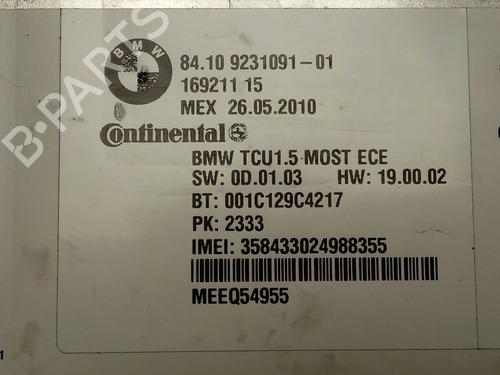 BMW
84.10 9231091-01
169211 15
MEX 26.05.2010
Continental
BMW TCU1.5 MOST ECE
SW: 0D.01.03 HW: 19.00.02
BT: 001C129C4217
PK: 2333
IMEI: 358433024988355
MEEQ54955
B-PARTS
1